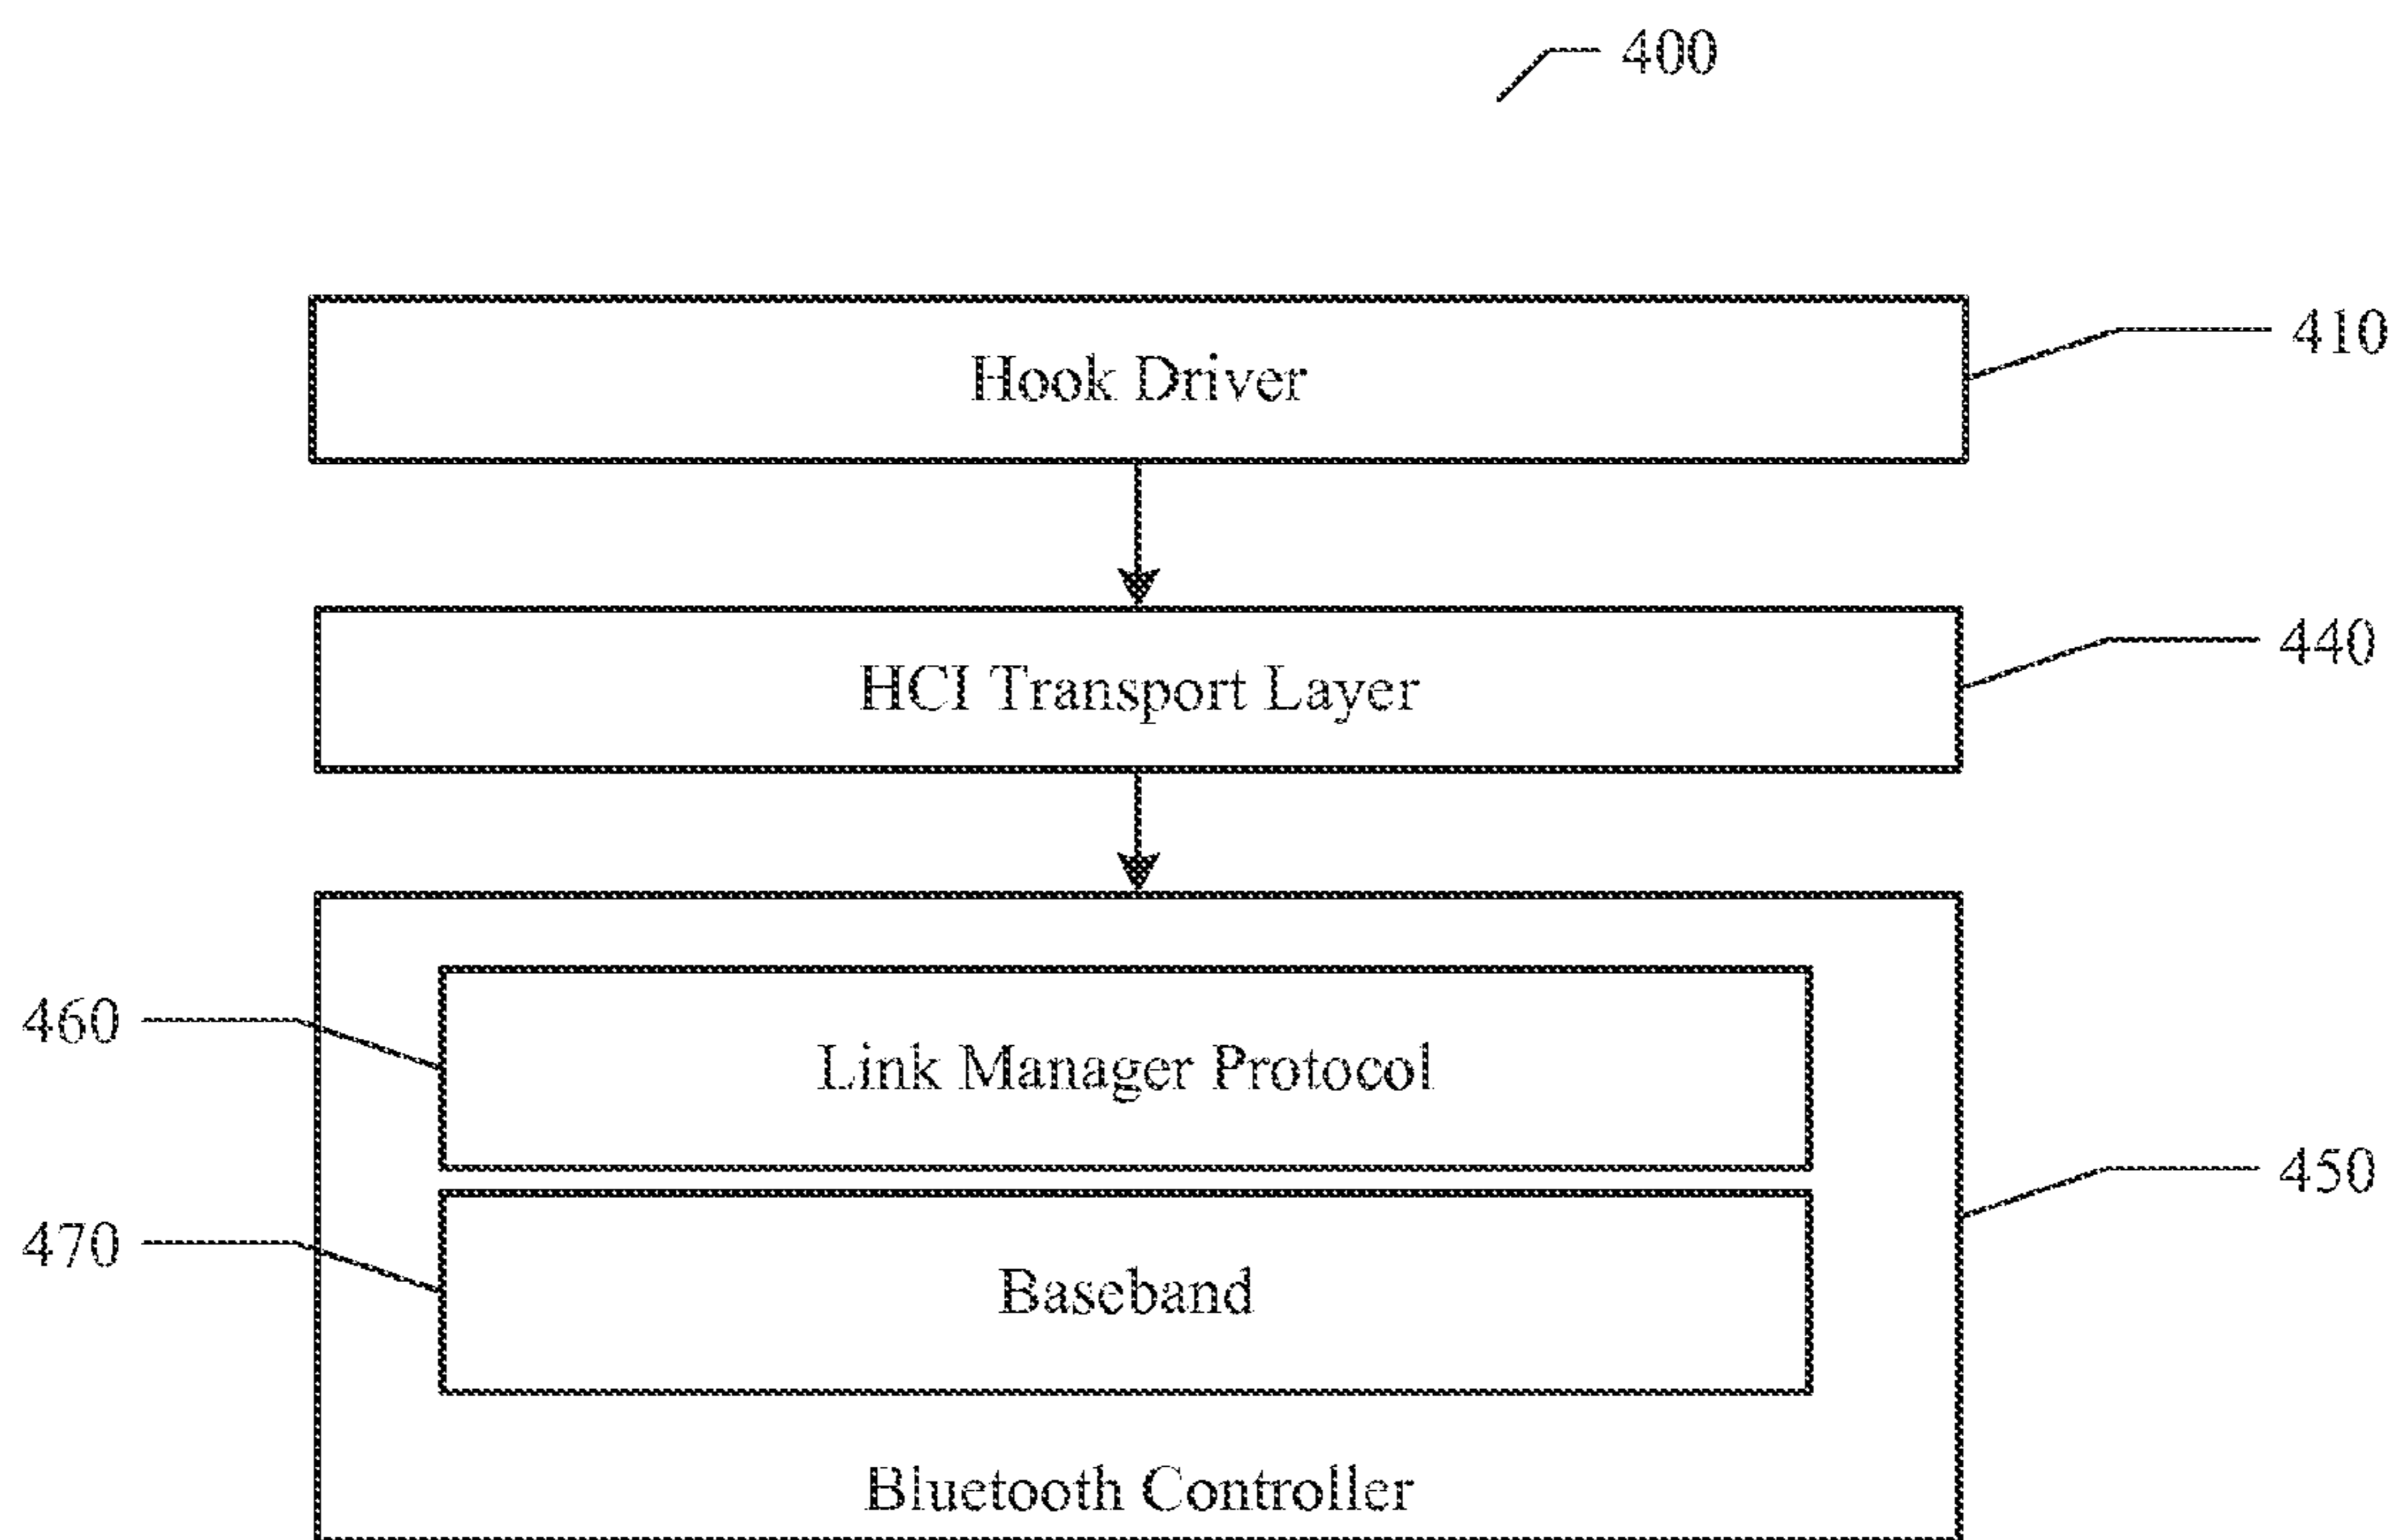 400
Hook Driver
410
HCI Transport Layer
440
460
Link Manager Protocol
450
470
Baseband
Bluetooth Controller